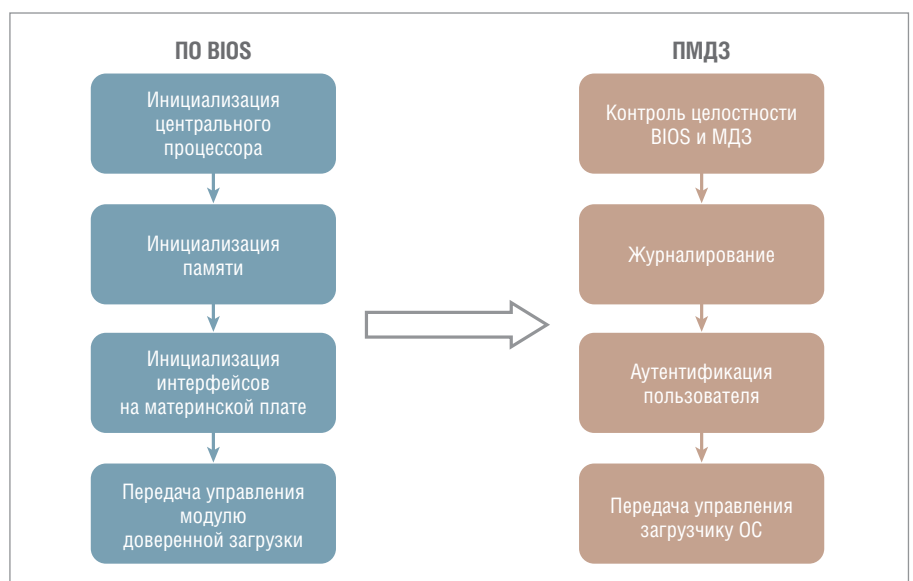 ПО BIOS
Инициализация
центрального
процессора
Инициализация
памяти
Инициализация
интерфейсов
на материнской плате
Передача управления
модулю
доверенной загрузки
ПМДЗ
Контроль целостности
BIOS и МДЗ
Журналирование
Аутентификация
пользователя
Передача управления
загрузчику ОС